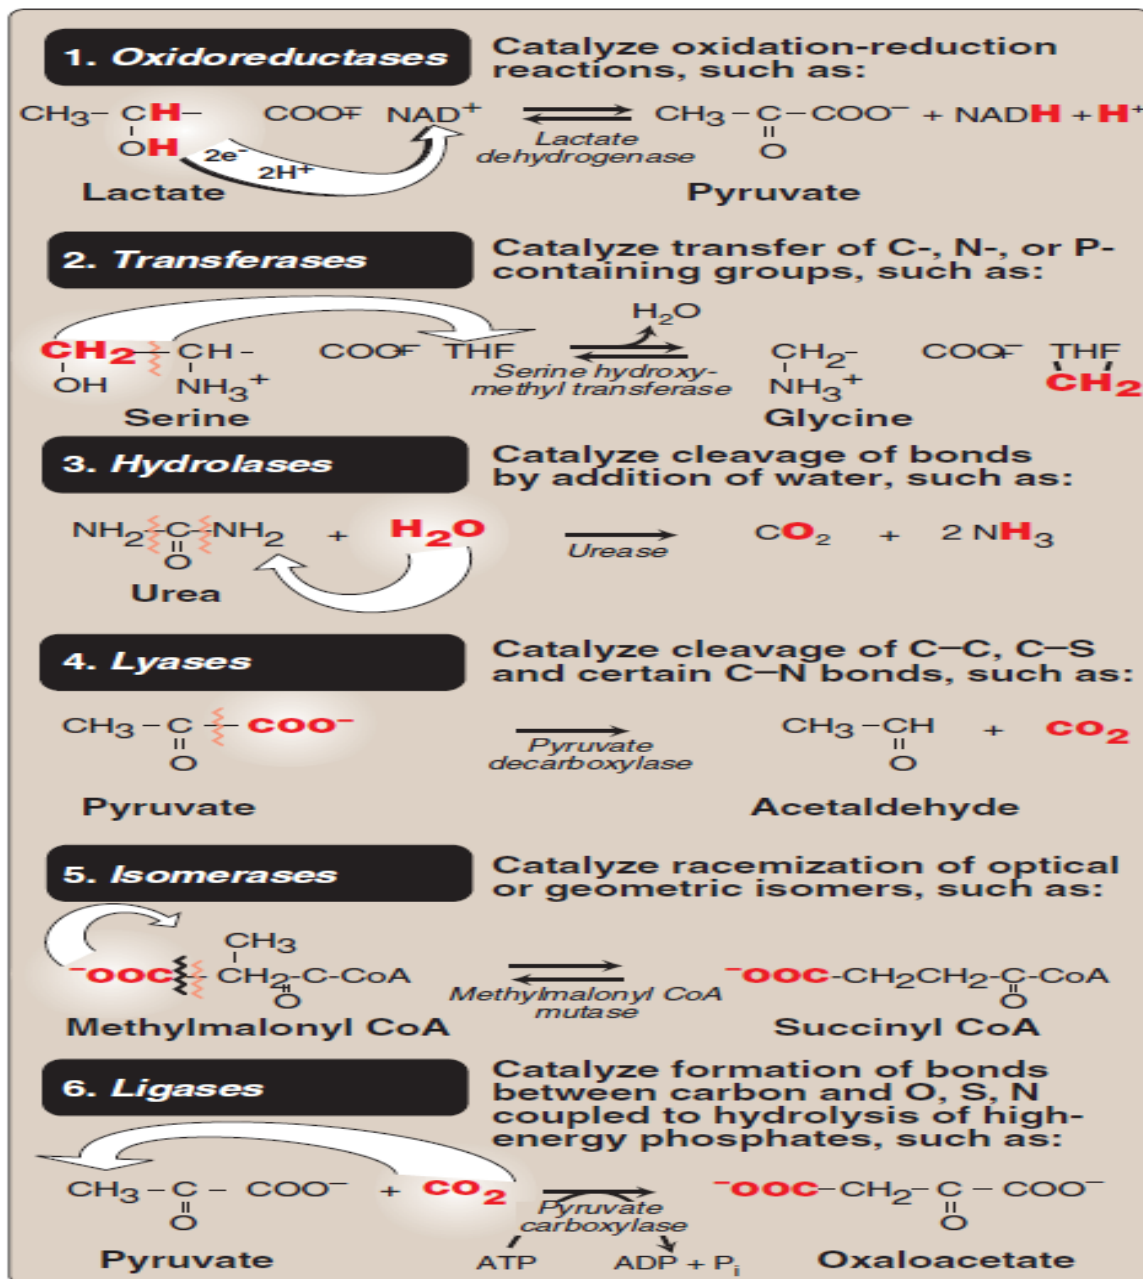 1. Oxidoreductases
Catalyze oxidation-reduction
reactions, such as:
CH3– CH– COO– + NAD+ CH3 – C – COO– + NADH + H+
OH O
2e-
2H+
Lactate
dehydrogenase
Lactate Pyruvate
2. Transferases
Catalyze transfer of C-, N-, or P-
containing groups, such as:
H2O
CH2 – CH - COO– + THF CH2- COO– + THF
OH NH3+ NH3+ CH2
Serine hydroxy-
methyl transferase
Serine Glycine
3. Hydrolases
Catalyze cleavage of bonds
by addition of water, such as:
NH2–C–NH2 + H2O CO2 + 2 NH3
O
Urease
Urea
4. Lyases
Catalyze cleavage of C–C, C–S
and certain C–N bonds, such as:
CH3 – C – COO– CH3 – CH + CO2
O O
Pyruvate
decarboxylase
Pyruvate Acetaldehyde
5. Isomerases
Catalyze racemization of optical
or geometric isomers, such as:
CH3
–OOC–CH2-C-CoA –OOC-CH2CH2-C-CoA
O O
Methylmalonyl CoA
mutase
Methylmalonyl CoA Succinyl CoA
6. Ligases
Catalyze formation of bonds
between carbon and O, S, N
coupled to hydrolysis of high-
energy phosphates, such as:
CH3 – C – COO– + CO2 –OOC–CH2– C – COO–
O O
Pyruvate
carboxylase
Pyruvate ATP ADP + Pi Oxaloacetate